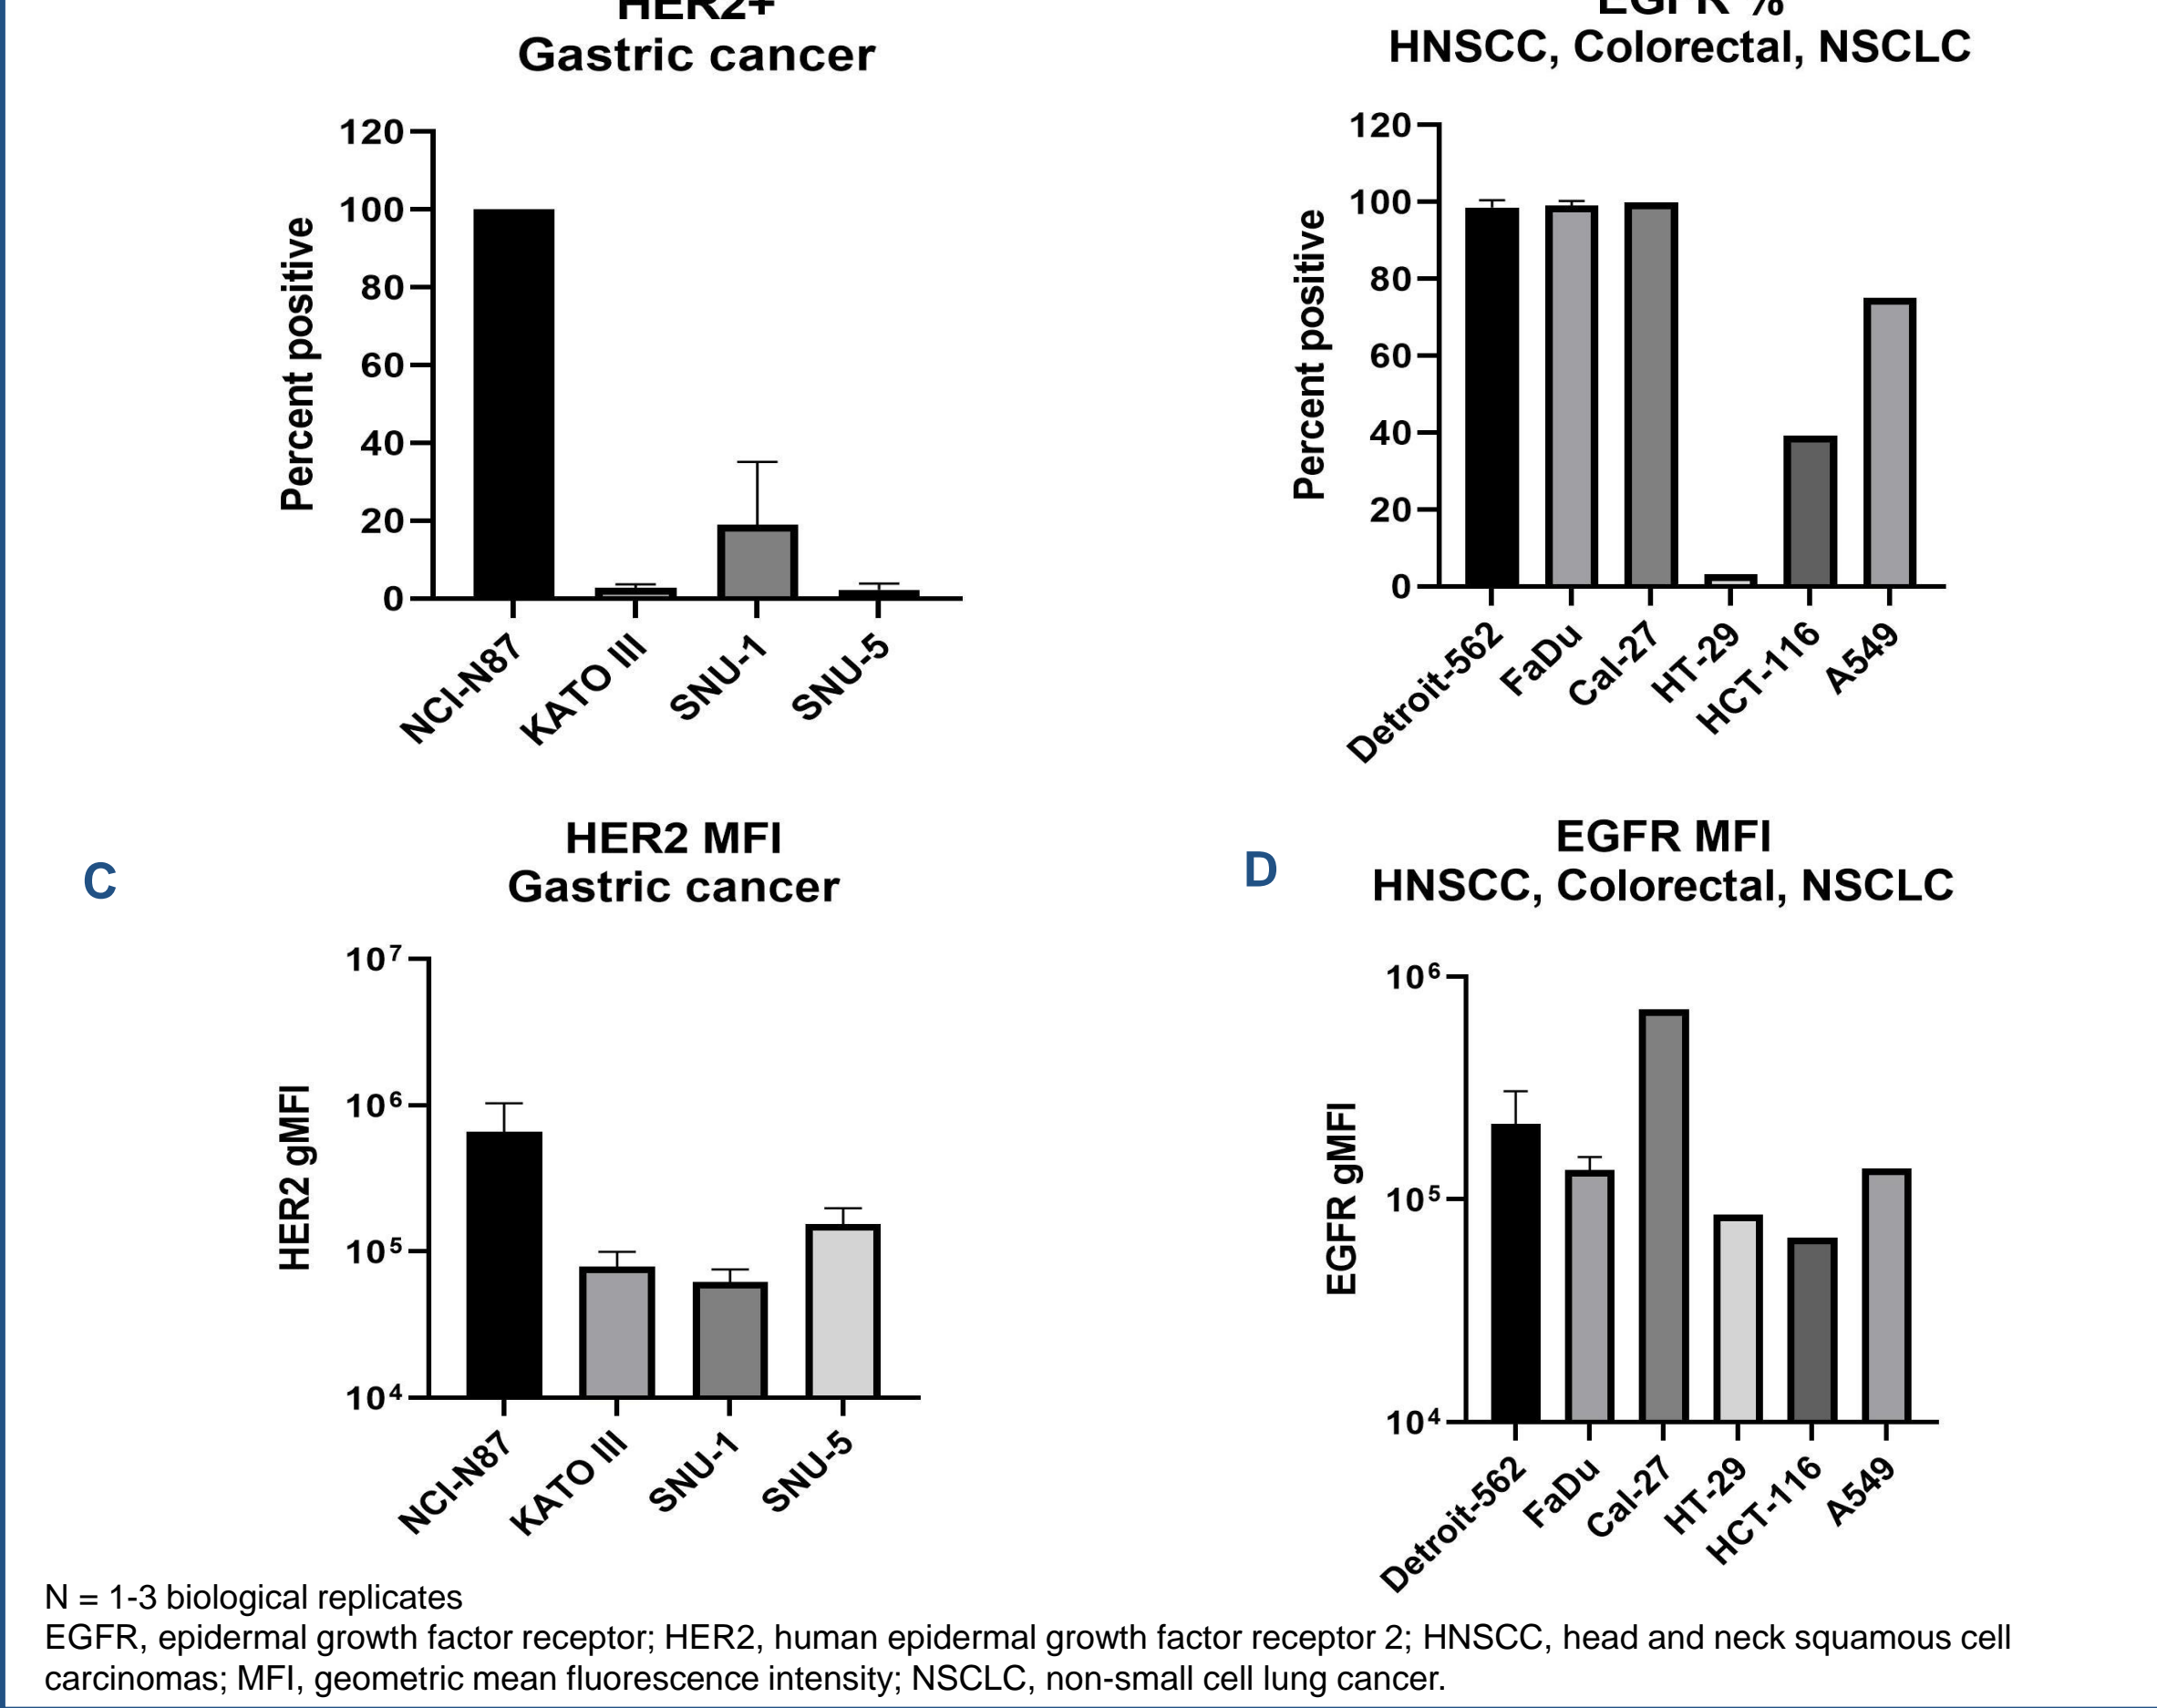 HER2+
Gastric cancer
120
100
80
60
40
20
0
Percent positive
NCI-N87
KATO III
SNU-1
SNU-5
EGFR %
HNSCC, Colorectal, NSCLC
120
100
80
60
40
20
0
Percent positive
Detroit-562
FaDu
Cal-27
HT-29
HCT-116
A549
C
HER2 MFI
Gastric cancer
10⁷
10⁶
10⁵
10⁴
HER2 gMFI
NCI-N87
KATO III
SNU-1
SNU-5
D
EGFR MFI
HNSCC, Colorectal, NSCLC
10⁶
10⁵
10⁴
EGFR gMFI
Detroit-562
FaDu
Cal-27
HT-29
HCT-116
A549
N = 1-3 biological replicates
EGFR, epidermal growth factor receptor; HER2, human epidermal growth factor receptor 2; HNSCC, head and neck squamous cell
carcinomas; MFI, geometric mean fluorescence intensity; NSCLC, non-small cell lung cancer.